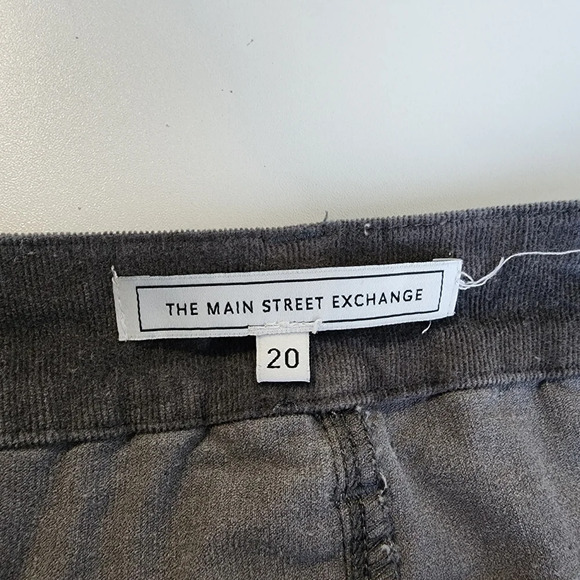 THE MAIN STREET EXCHANGE
20